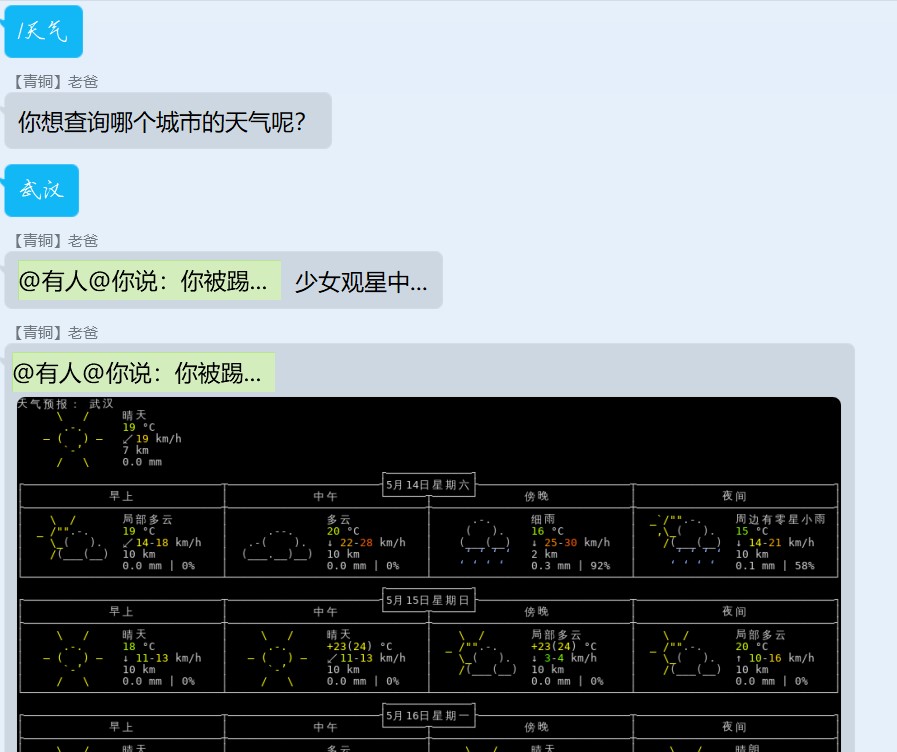 /天气
【青铜】老爸
你想查询哪个城市的天气呢?
武汉
【青铜】老爸
@有人@你说：你被踢... 少女观星中...
【青铜】老爸
@有人@你说：你被踢...
天气预报： 武汉
晴天
19 °C
↙19 km/h
7 km
0.0 mm
5月14日星期六
早上 中午 傍晚 夜间
局部多云 多云 细雨 周边有零星小雨
19 °C 20 °C 16 °C 15 °C
↙14-18 km/h ↓ 22-28 km/h ↓ 25-30 km/h ↓ 14-21 km/h
10 km 10 km 2 km 10 km
0.0 mm | 0% 0.0 mm | 0% 0.3 mm | 92% 0.1 mm | 58%
5月15日星期日
早上 中午 傍晚 夜间
晴天 晴天 局部多云 局部多云
18 °C +23(24) °C +23(24) °C 20 °C
↓ 11-13 km/h ↙11-13 km/h ↓ 3-4 km/h ↑ 10-16 km/h
10 km 10 km 10 km 10 km
0.0 mm | 0% 0.0 mm | 0% 0.0 mm | 0% 0.0 mm | 0%
5月16日星期一
早上 中午 傍晚 夜间
晴天 多云 晴天 晴朗